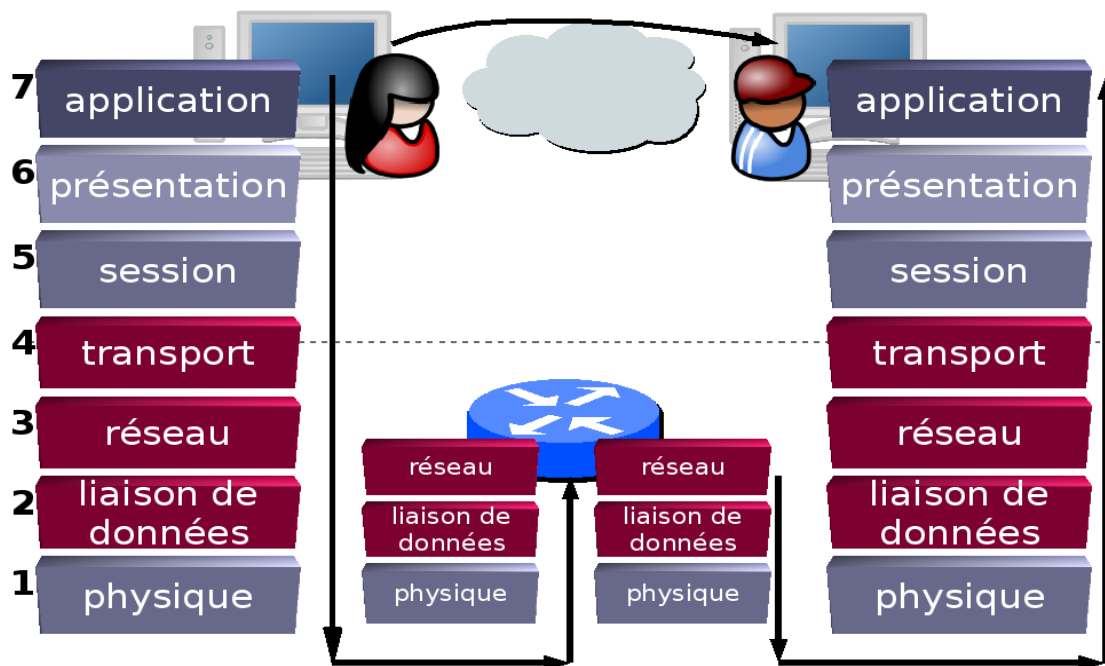 7
application
6
présentation
5
session
4
transport
3
réseau
2
liaison de
données
1
physique
réseau
liaison de
données
physique
réseau
liaison de
données
physique
application
présentation
session
transport
réseau
liaison de
données
physique